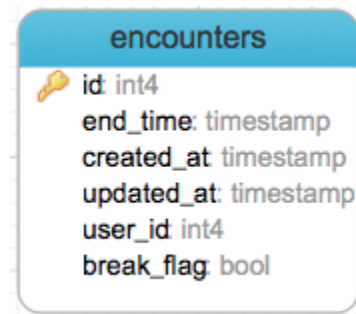 encounters
id: int4
end_time: timestamp
created_at: timestamp
updated_at: timestamp
user_id: int4
break_flag: bool